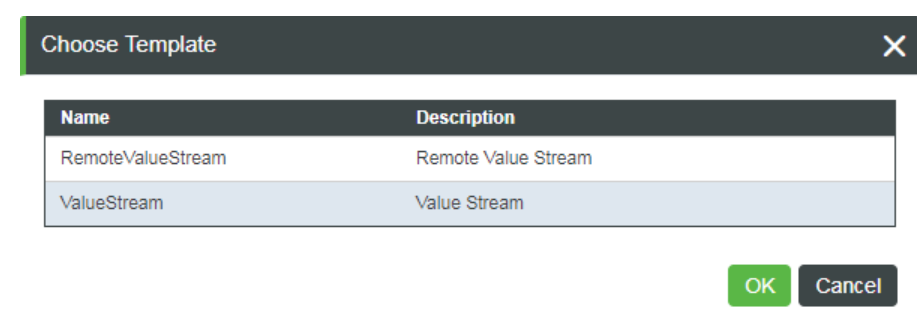 Choose Template
Name Description
RemoteValueStream Remote Value Stream
ValueStream Value Stream
OK Cancel